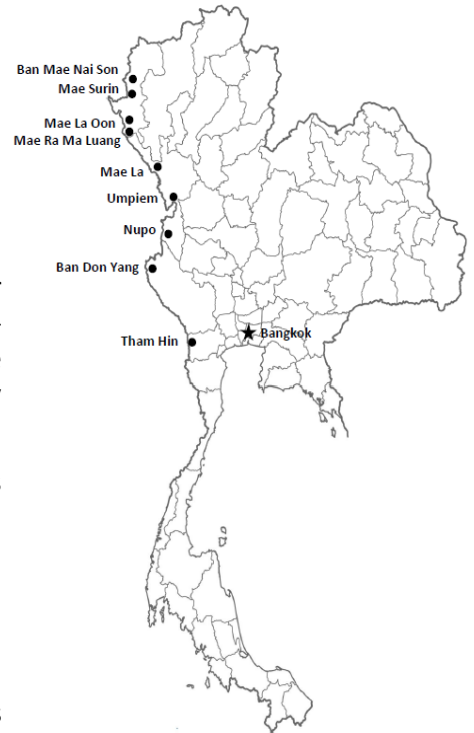 Ban Mae Nai Son
Mae Surin
Mae La Oon
Mae Ra Ma Luang
Mae La
Umpiem
Nupo
Ban Don Yang
Tham Hin
Bangkok